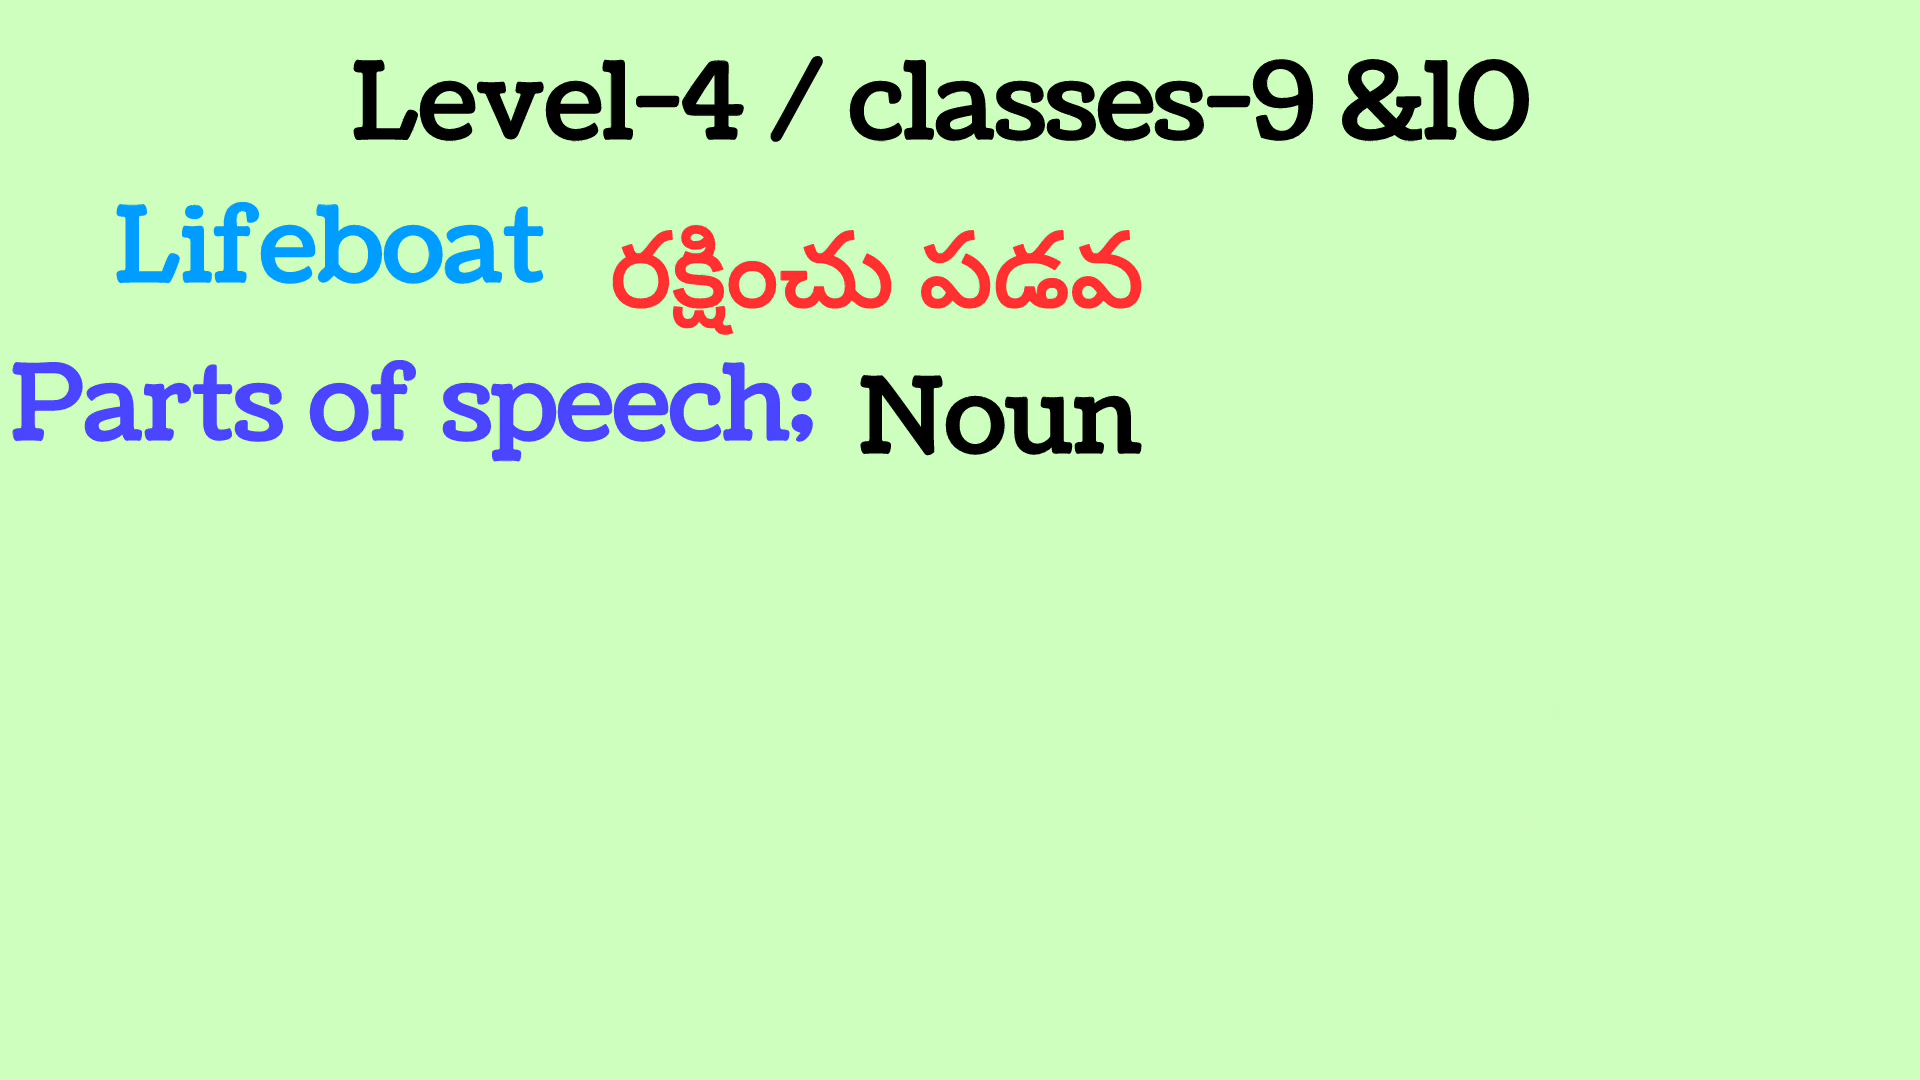 Level-4 / classes-9 &10
Lifeboat రక్షించు పడవ
Parts of speech; Noun